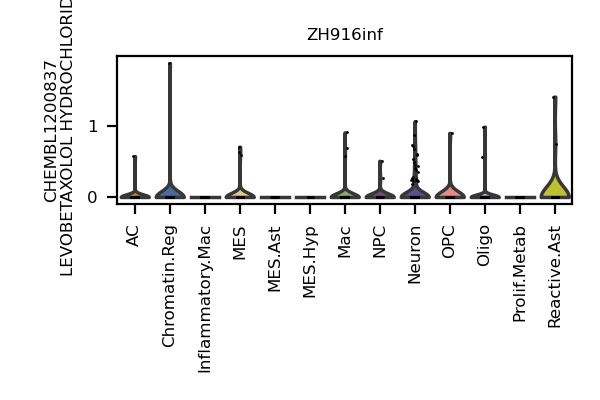 ZH916inf
CHEMBL1200837
LEVOBETAXOLOL HYDROCHLORID
1
0
AC
Chromatin.Reg
Inflammatory.Mac
MES
MES.Ast
MES.Hyp
Mac
NPC
Neuron
OPC
Oligo
Prolif.Metab
Reactive.Ast